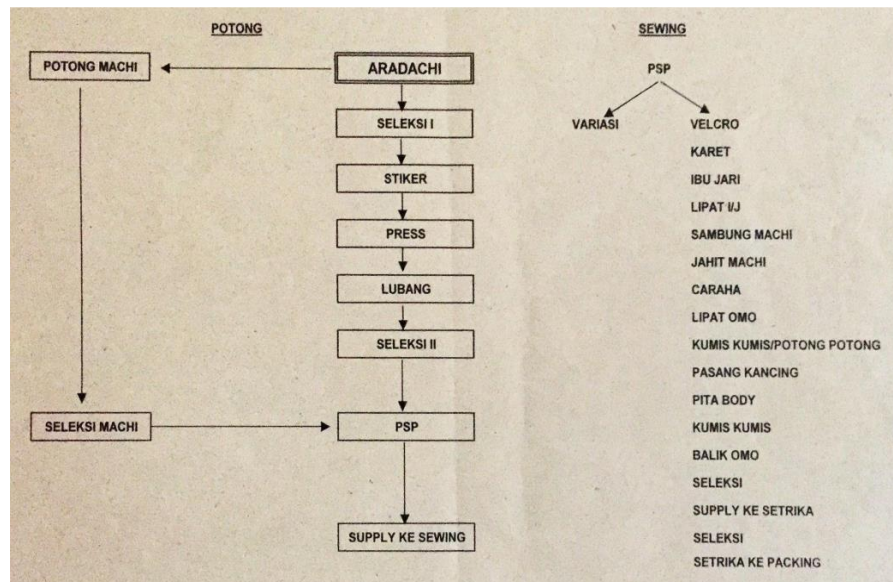 POTONG
POTONG MACHI
ARADACHI
SELEKSI I
STIKER
PRESS
LUBANG
SELEKSI II
SELEKSI MACHI
PSP
SUPPLY KE SEWING
SEWING
PSP
VARIASI
VELCRO
KARET
IBU JARI
LIPAT I/J
SAMBUNG MACHI
JAHIT MACHI
CARAHA
LIPAT OMO
KUMIS KUMIS/POTONG POTONG
PASANG KANCING
PITA BODY
KUMIS KUMIS
BALIK OMO
SELEKSI
SUPPLY KE SETRIKA
SELEKSI
SETRIKA KE PACKING